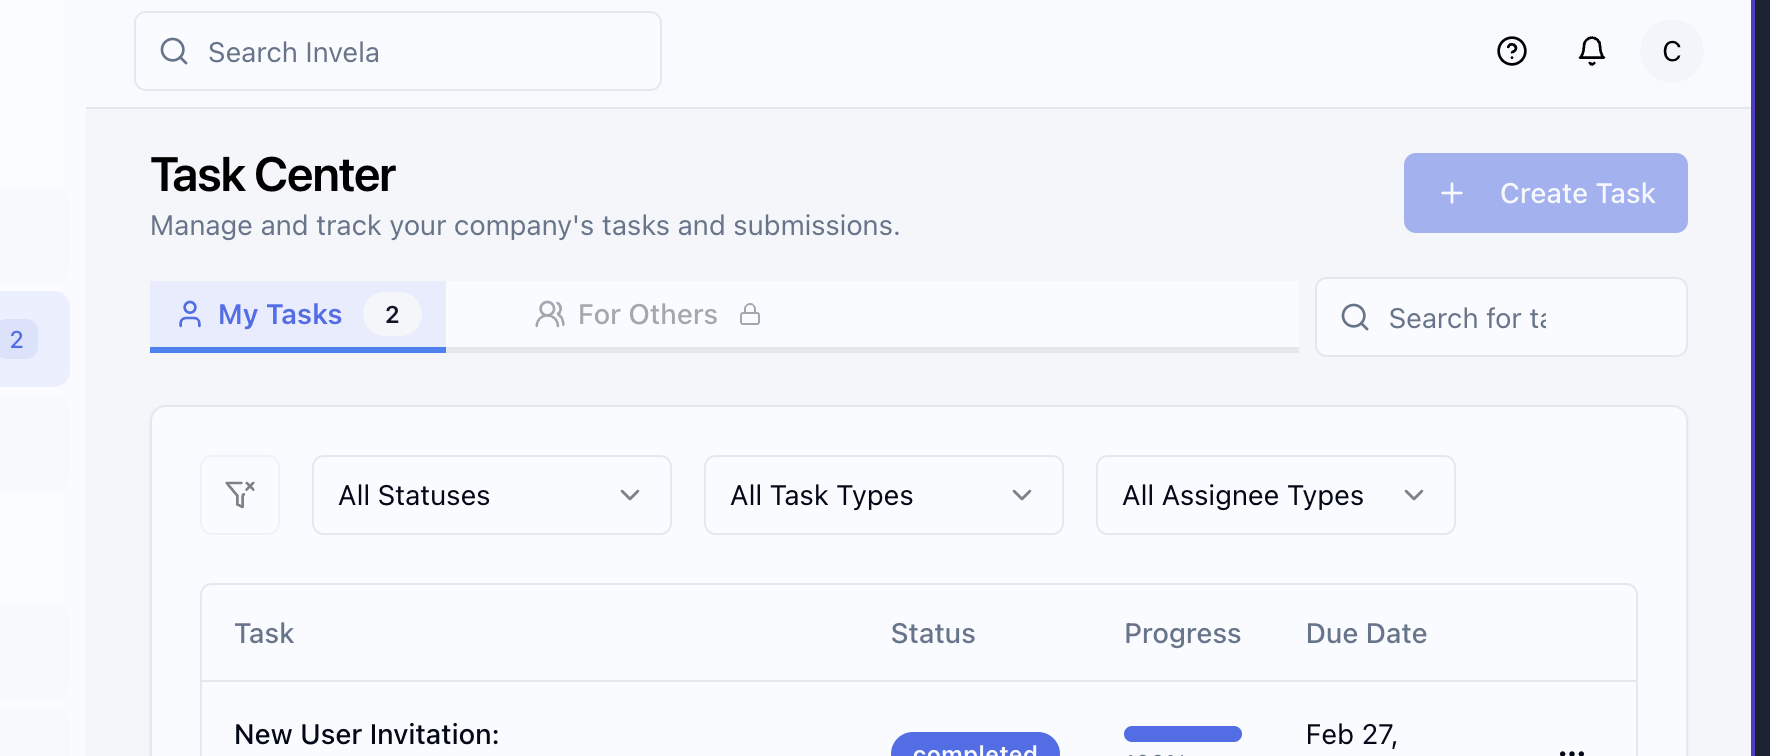 Search Invela
C
Task Center
Manage and track your company's tasks and submissions.
Create Task
My Tasks 2
For Others
Search for ta
2
All Statuses
All Task Types
All Assignee Types
Task Status Progress Due Date
New User Invitation:
completed
Feb 27,